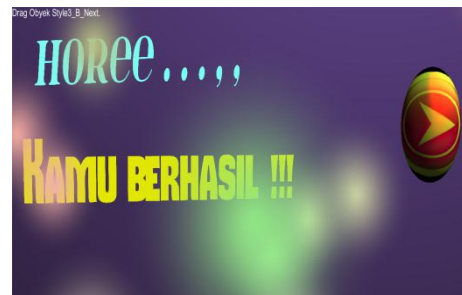 Drag Obyek Style3_B_Next.
HOREE...,,
KAMU BERHASIL !!!